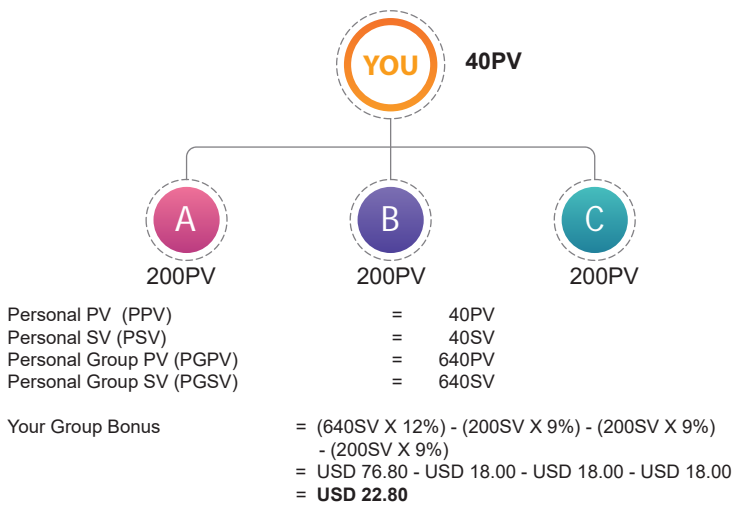 YOU
40PV
A
B
C
200PV
200PV
200PV
Personal PV (PPV) = 40PV
Personal SV (PSV) = 40SV
Personal Group PV (PGPV) = 640PV
Personal Group SV (PGSV) = 640SV
Your Group Bonus = (640SV X 12%) - (200SV X 9%) - (200SV X 9%)
- (200SV X 9%)
= USD 76.80 - USD 18.00 - USD 18.00 - USD 18.00
= USD 22.80